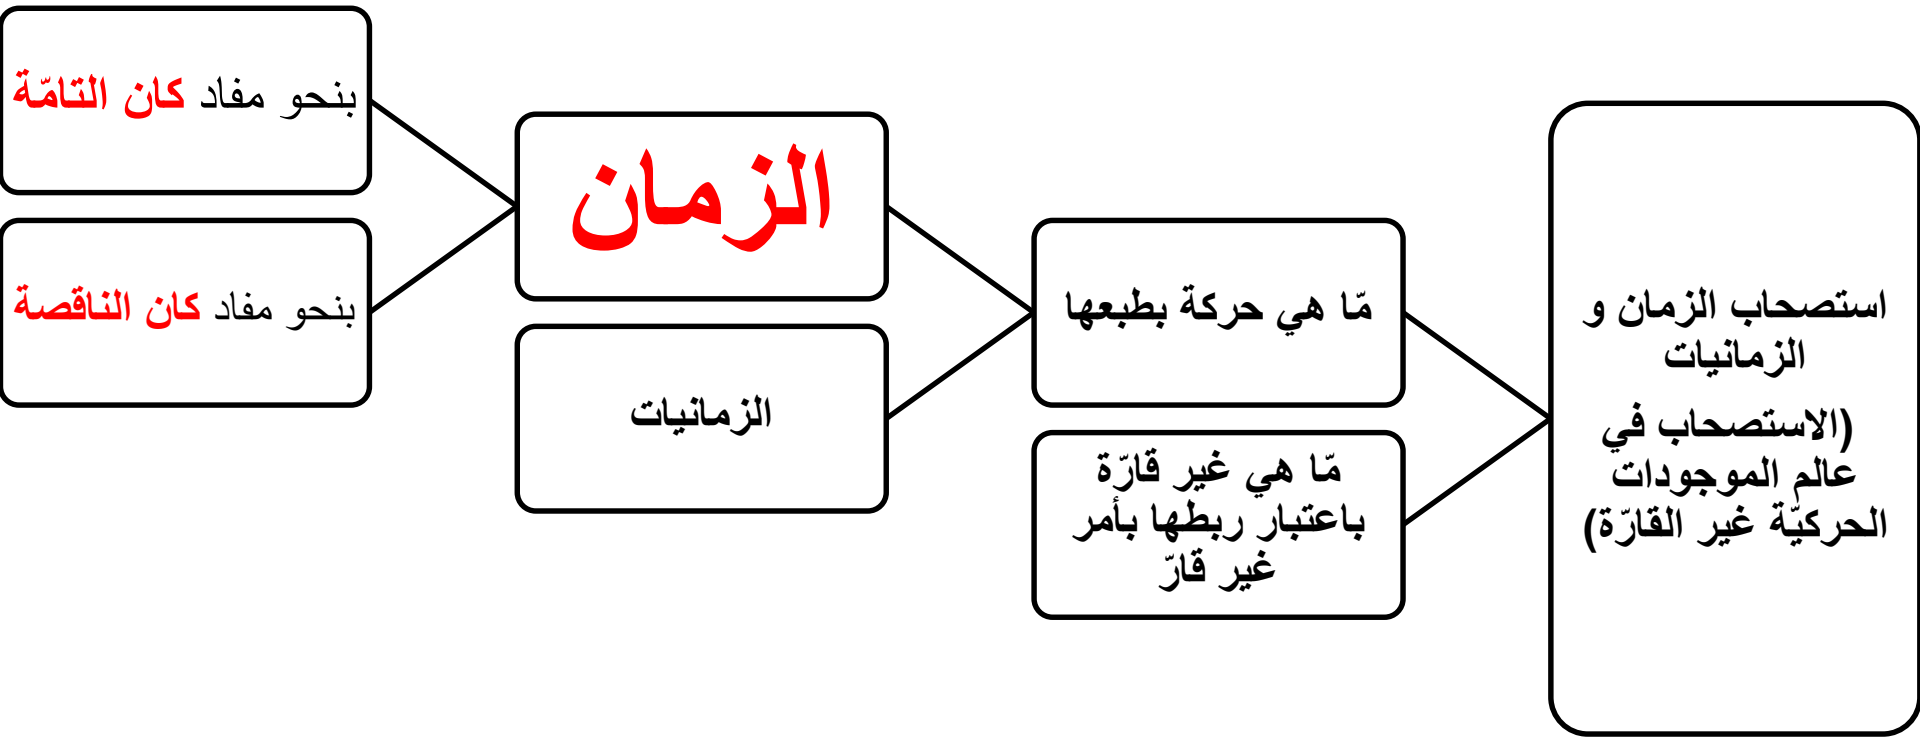 استصحاب الزمان و
الزمانيات
(الاستصحاب في
عالم الموجودات
الحركيّة غير القارّة)
مّا هي حركة بطبعها
مّا هي غير قارّة
باعتبار ربطها بأمر
غير قارّ
الزمان
الزمانيات
بنحو مفاد كان التامّة
بنحو مفاد كان الناقصة